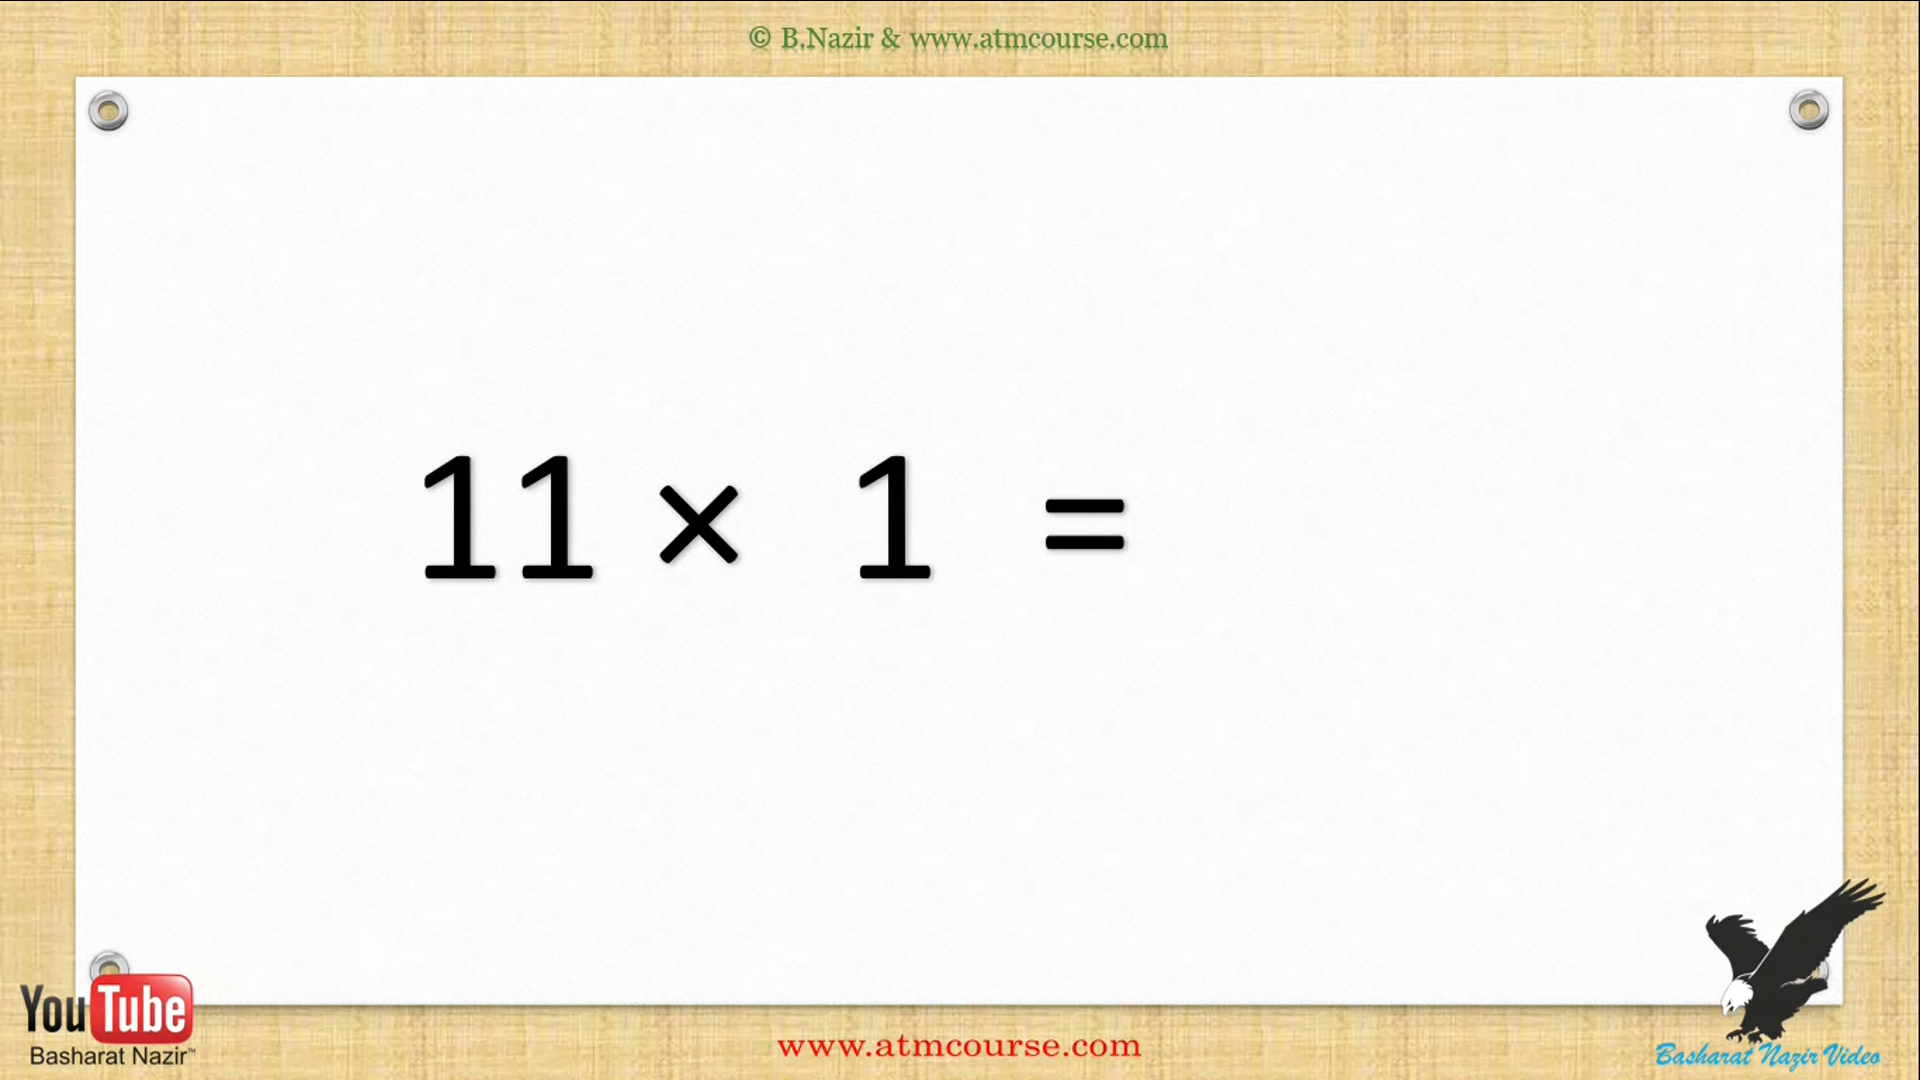 © B.Nazir & www.atmcourse.com
11 × 1 =
YouTube
Basharat Nazir™
www.atmcourse.com
Basharat Nazir Video